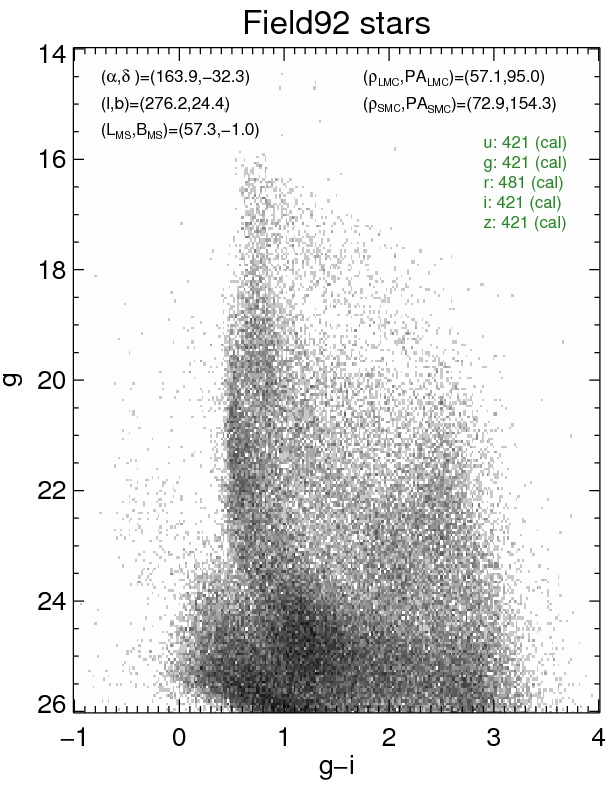 Field92 stars
(α,δ )=(163.9,−32.3)
(ρLMC,PALMC)=(57.1,95.0)
(l,b)=(276.2,24.4)
(ρSMC,PASMC)=(72.9,154.3)
(LMS,BMS)=(57.3,−1.0)
u: 421 (cal)
g: 421 (cal)
r: 481 (cal)
i: 421 (cal)
z: 421 (cal)
14
16
18
20
22
24
26
g
−1
0
1
2
3
4
g−i